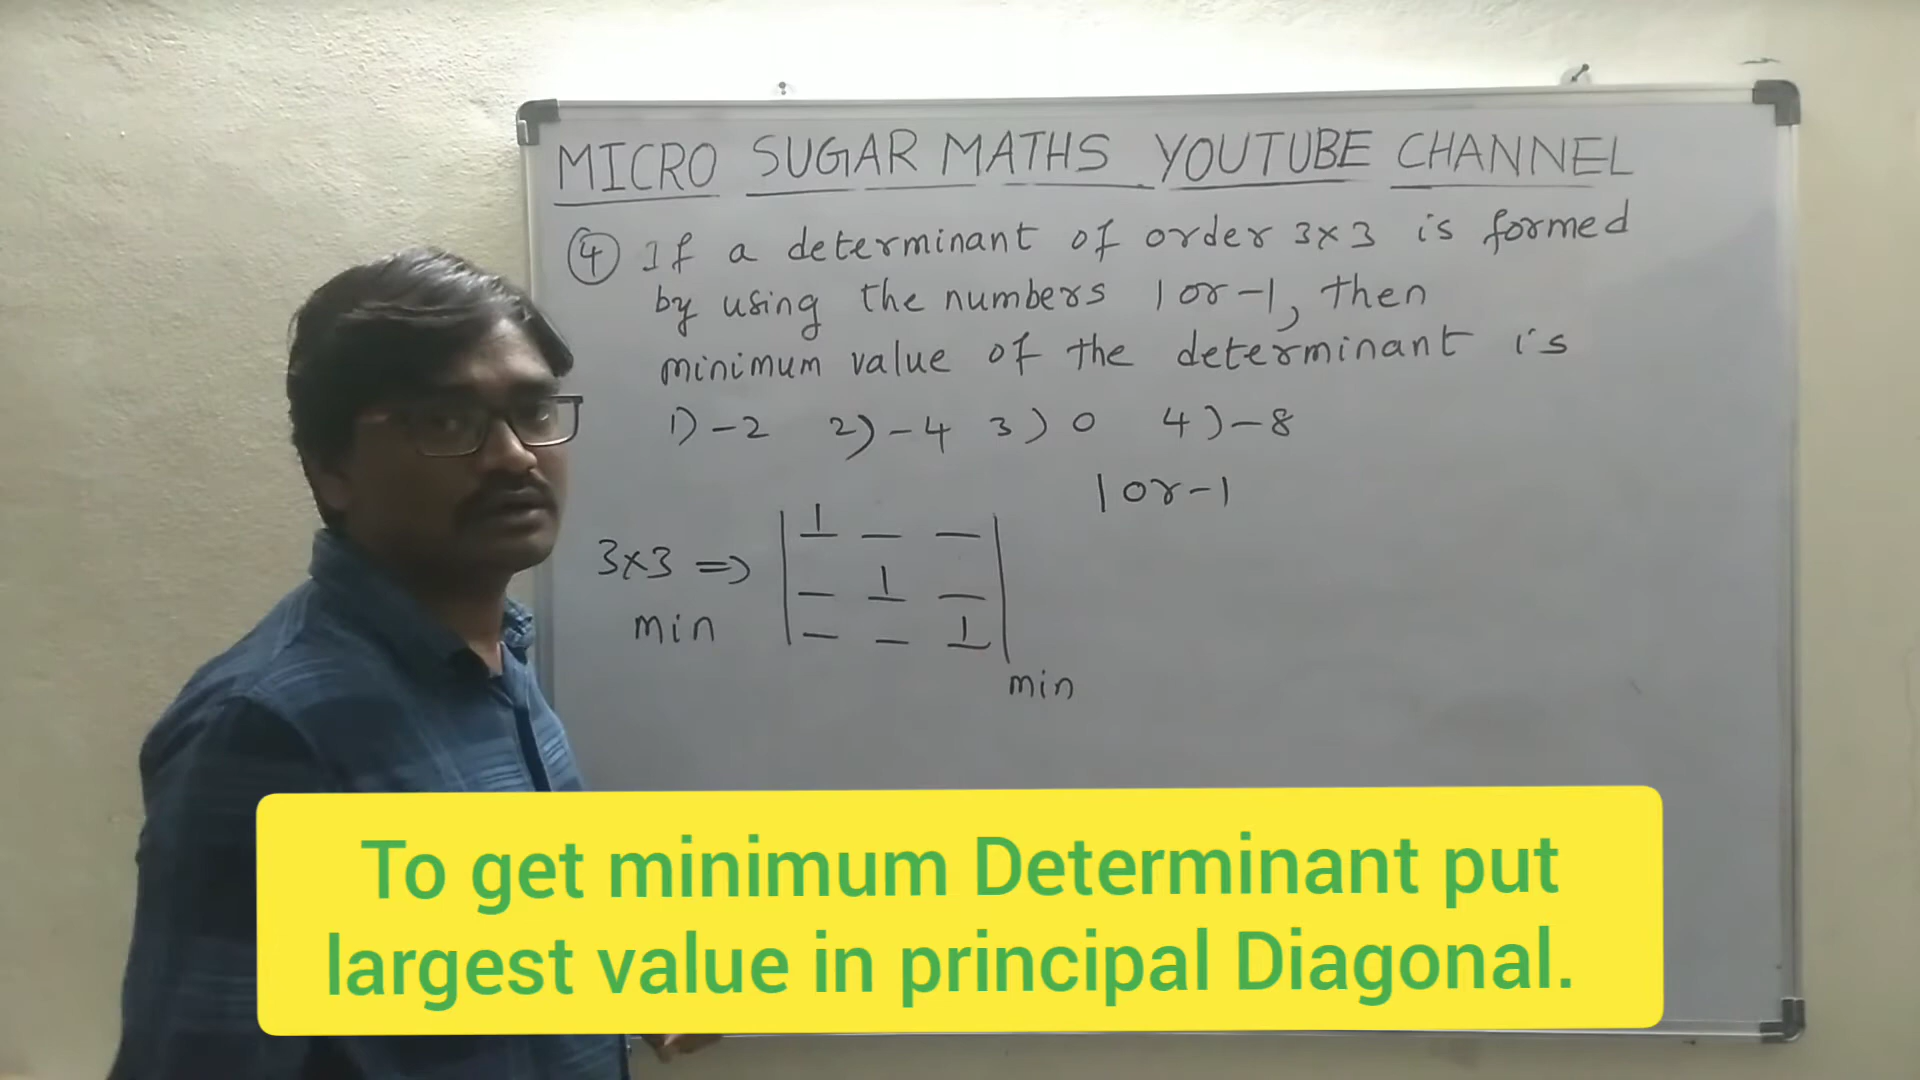 MICRO SUGAR MATHS YOUTUBE CHANNEL
④ If a determinant of order 3×3 is formed
by using the numbers 1 or -1, then
minimum value of the determinant is
1) -2 2) -4 3) 0 4) -8
1 or -1
3×3 => | 1 _ _ |
_ 1 _
min _ _ 1
min
To get minimum Determinant put
largest value in principal Diagonal.